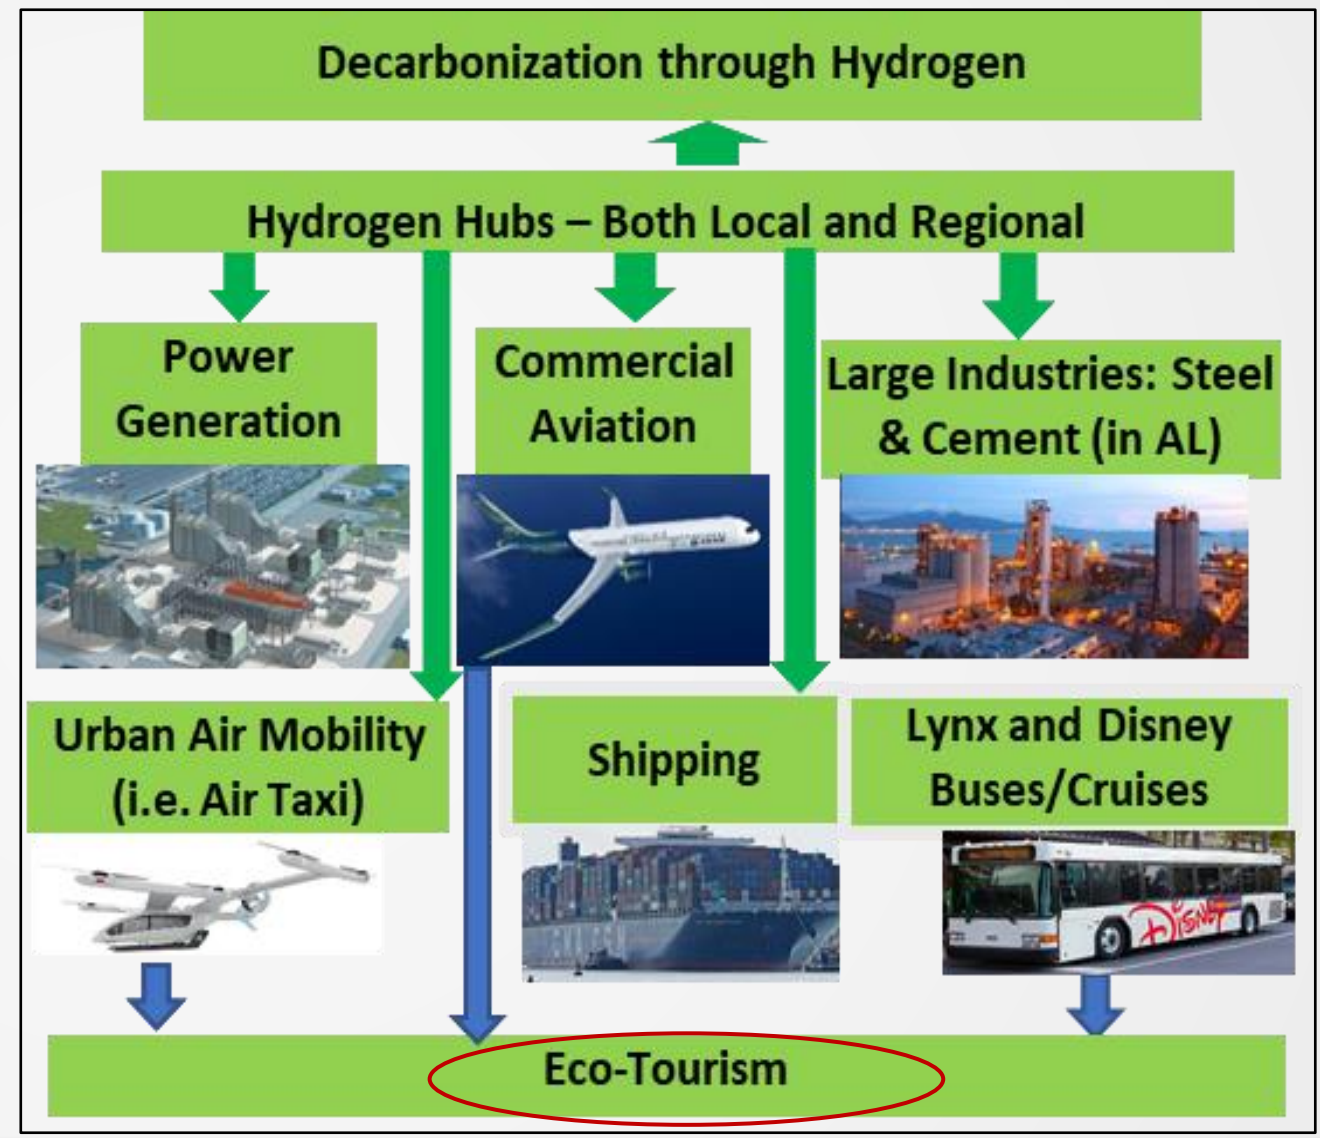 Decarbonization through Hydrogen
Hydrogen Hubs – Both Local and Regional
Power
Generation
Commercial
Aviation
Large Industries: Steel
& Cement (in AL)
Urban Air Mobility
(i.e. Air Taxi)
Shipping
Lynx and Disney
Buses/Cruises
Disney
Eco-Tourism